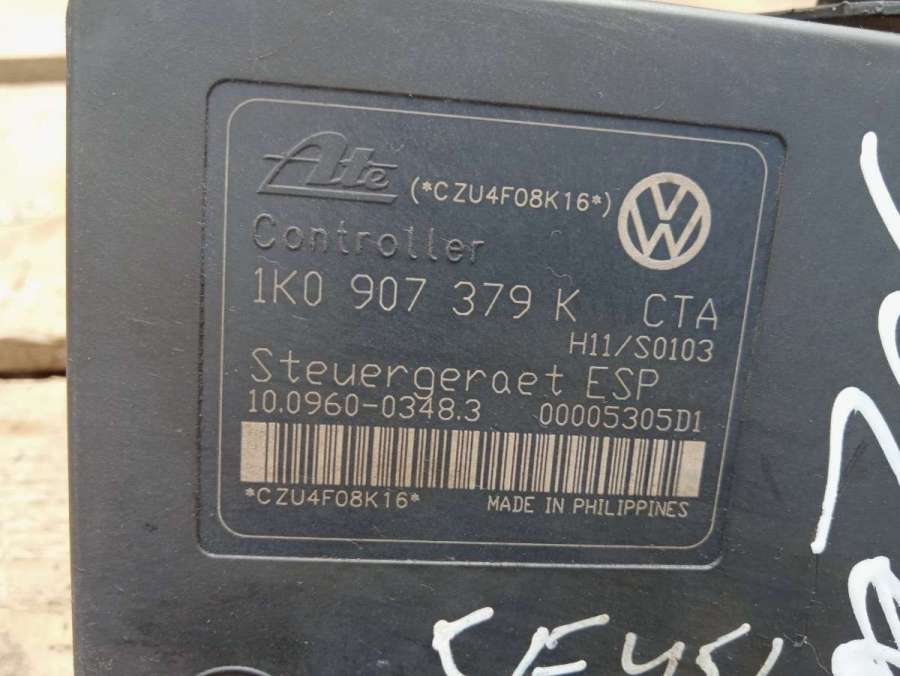 Ate (*CZU4F08K16*)
Controller
1K0 907 379 K CTA
H11/S0103
Steuergeraet ESP
10.0960-0348.3 00005305D1
*CZU4F08K16* MADE IN PHILIPPINES